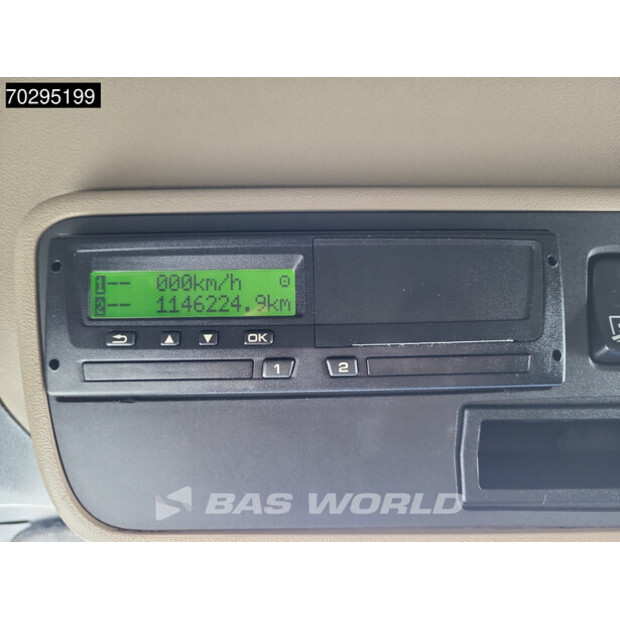 70295199
1-- 000km/h
2-- 1146224.9km
OK
1 2
BAS WORLD